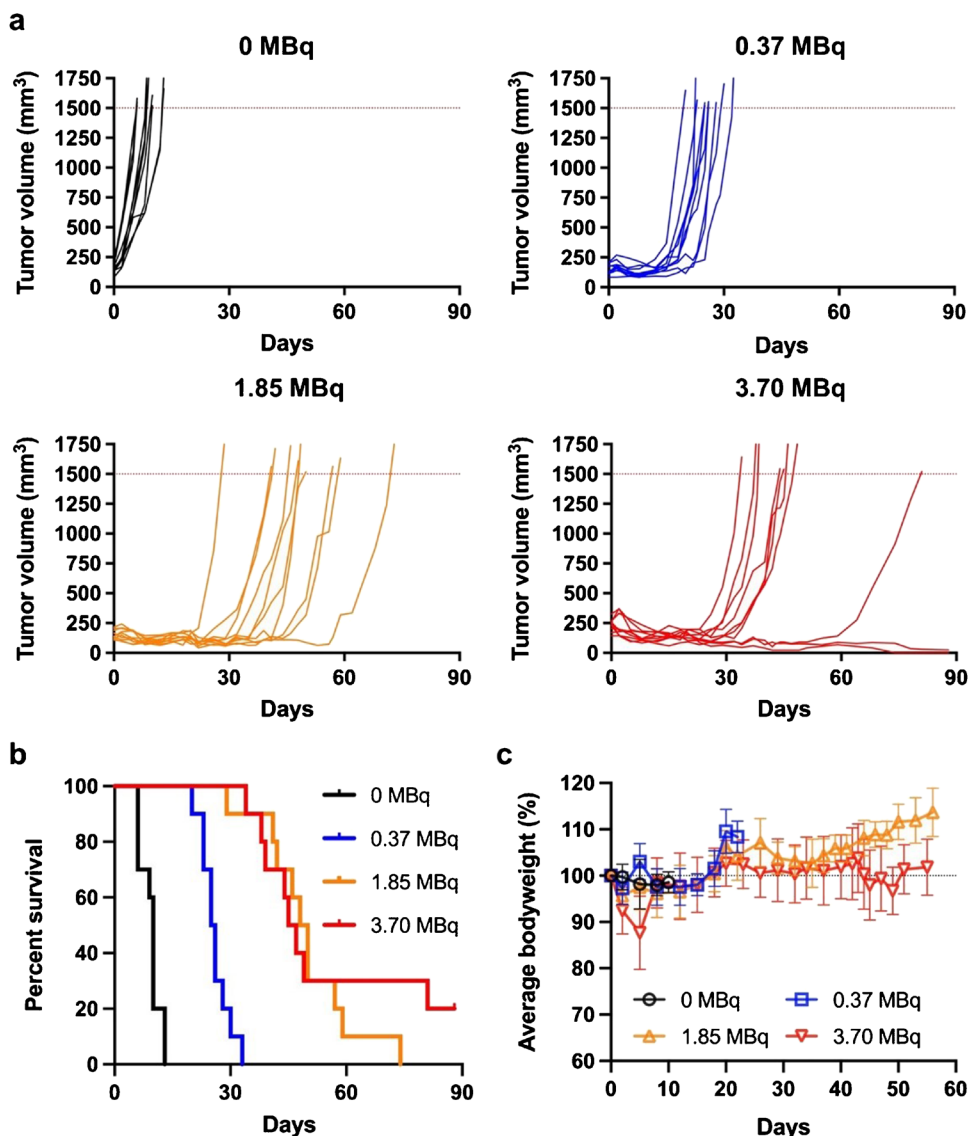 a
0 MBq
Tumor volume (mm³)
1750
1500
1250
1000
750
500
250
0
0 30 60 90
Days
0.37 MBq
Tumor volume (mm³)
1750
1500
1250
1000
750
500
250
0
0 30 60 90
Days
1.85 MBq
Tumor volume (mm³)
1750
1500
1250
1000
750
500
250
0
0 30 60 90
Days
3.70 MBq
Tumor volume (mm³)
1750
1500
1250
1000
750
500
250
0
0 30 60 90
Days
b
Percent survival
100
80
60
40
20
0
0 30 60 90
Days
0 MBq
0.37 MBq
1.85 MBq
3.70 MBq
c
Average bodyweight (%)
120
110
100
90
80
70
60
0 10 20 30 40 50 60
Days
0 MBq 0.37 MBq
1.85 MBq 3.70 MBq